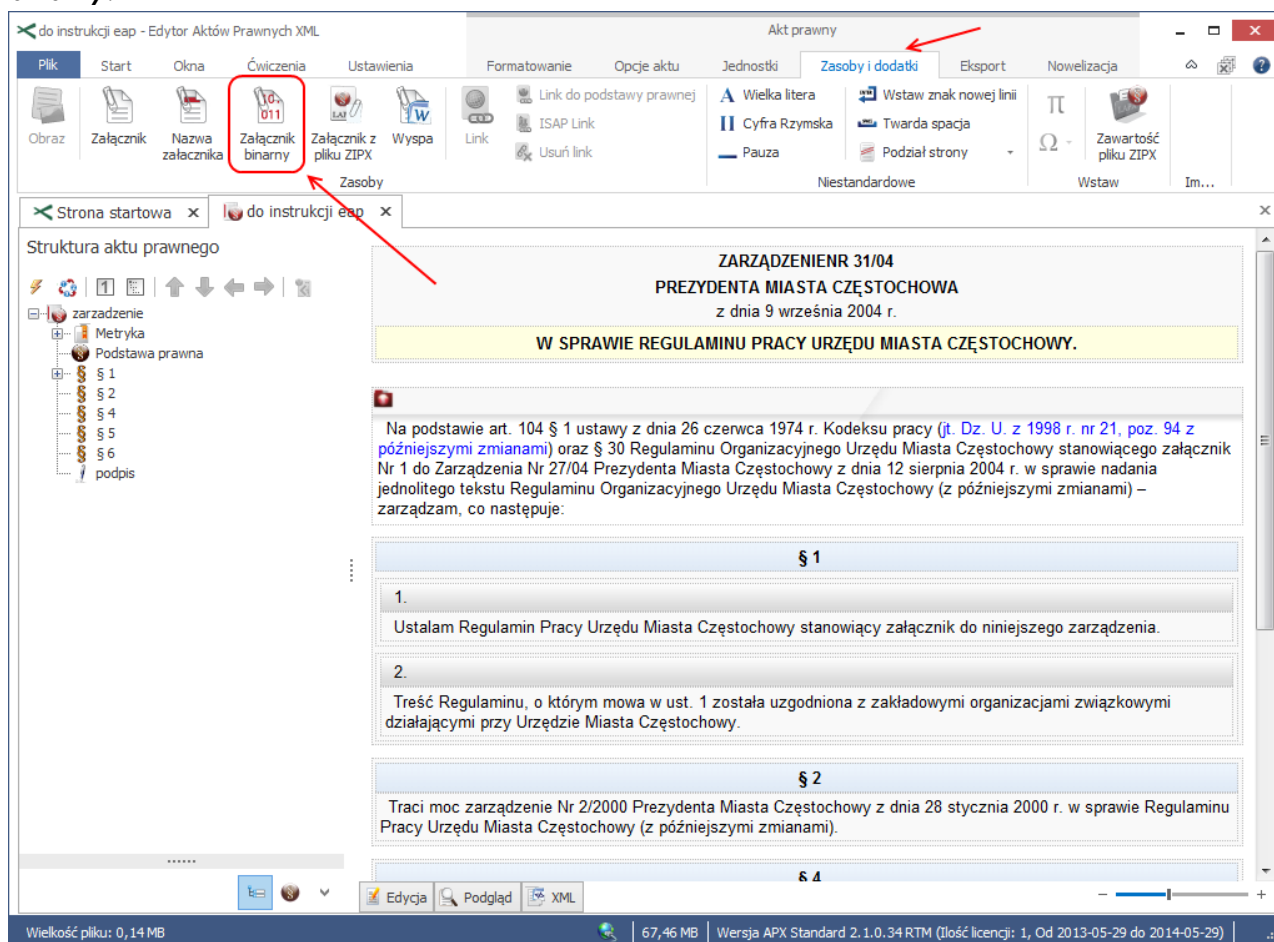 do instrukcji eap - Edytor Aktów Prawnych XML
Akt prawny
Plik Start Okna Ćwiczenia Ustawienia Formatowanie Opcje aktu Jednostki Zasoby i dodatki Eksport Nowelizacja
Obraz
Załącznik
Nazwa załacznika
Załącznik binarny
Załącznik z pliku ZIPX
Wyspa
Link
Link do podstawy prawnej
ISAP Link
Usuń link
Wielka litera
Cyfra Rzymska
Pauza
Wstaw znak nowej linii
Twarda spacja
Podział strony
π
Ω
Zawartość pliku ZIPX
Zasoby Niestandardowe Wstaw Im...
Strona startowa x do instrukcji eap x
Struktura aktu prawnego
zarzadzenie
Metryka
Podstawa prawna
§ 1
§ 2
§ 4
§ 5
§ 6
podpis
ZARZĄDZENIENR 31/04
PREZYDENTA MIASTA CZĘSTOCHOWA
z dnia 9 września 2004 r.
W SPRAWIE REGULAMINU PRACY URZĘDU MIASTA CZĘSTOCHOWY.
Na podstawie art. 104 § 1 ustawy z dnia 26 czerwca 1974 r. Kodeksu pracy (jt. Dz. U. z 1998 r. nr 21, poz. 94 z
późniejszymi zmianami) oraz § 30 Regulaminu Organizacyjnego Urzędu Miasta Częstochowy stanowiącego załącznik
Nr 1 do Zarządzenia Nr 27/04 Prezydenta Miasta Częstochowy z dnia 12 sierpnia 2004 r. w sprawie nadania
jednolitego tekstu Regulaminu Organizacyjnego Urzędu Miasta Częstochowy (z późniejszymi zmianami) –
zarządzam, co następuje:
§ 1
1.
Ustalam Regulamin Pracy Urzędu Miasta Częstochowy stanowiący załącznik do niniejszego zarządzenia.
2.
Treść Regulaminu, o którym mowa w ust. 1 została uzgodniona z zakładowymi organizacjami związkowymi
działającymi przy Urzędzie Miasta Częstochowy.
§ 2
Traci moc zarządzenie Nr 2/2000 Prezydenta Miasta Częstochowy z dnia 28 stycznia 2000 r. w sprawie Regulaminu
Pracy Urzędu Miasta Częstochowy (z późniejszymi zmianami).
§ 4
Edycja Podgląd XML
Wielkość pliku: 0,14 MB 67,46 MB Wersja APX Standard 2.1.0.34 RTM (Ilość licencji: 1, Od 2013-05-29 do 2014-05-29)